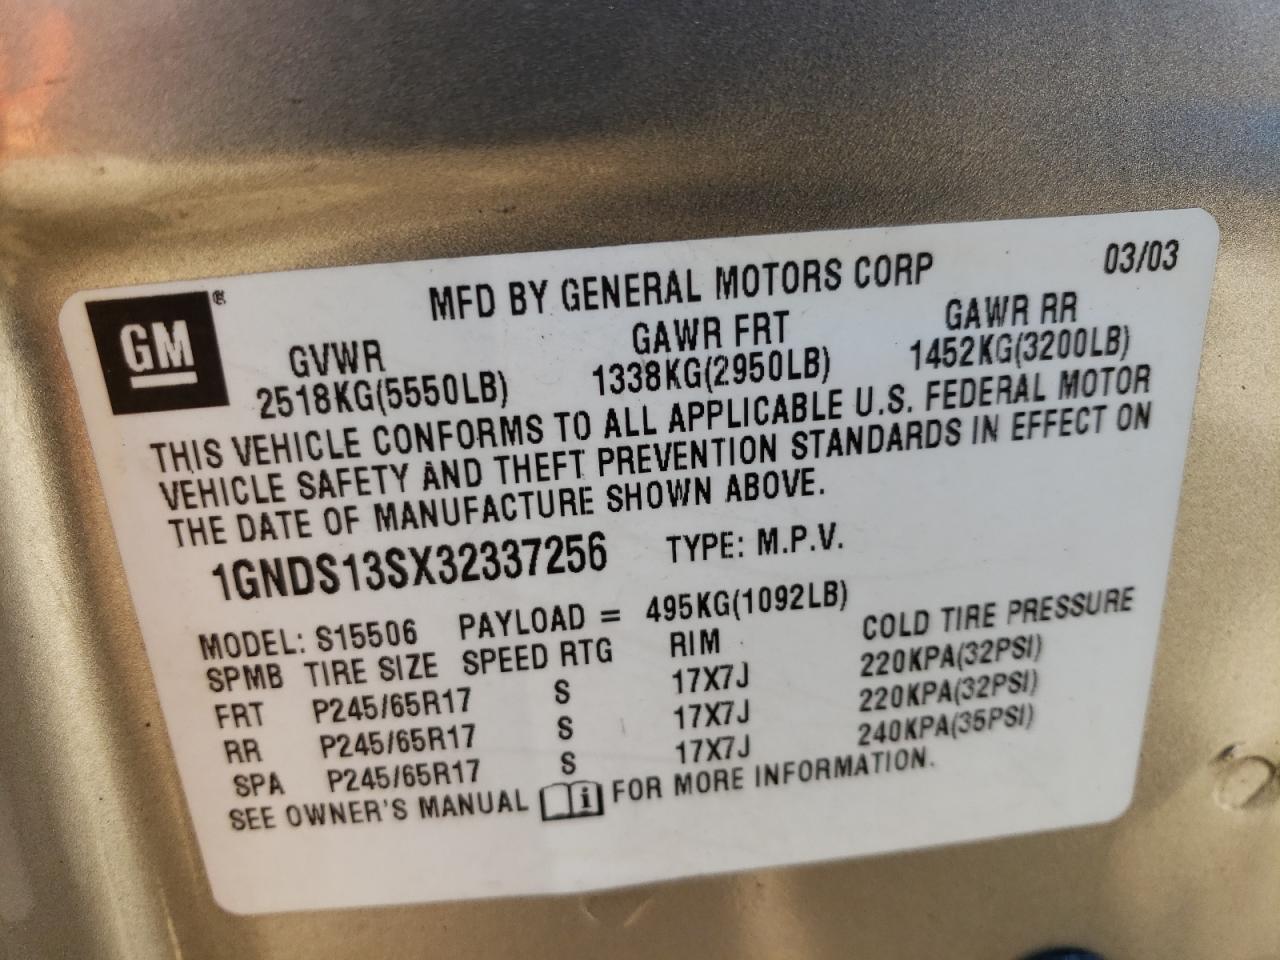 MFD BY GENERAL MOTORS CORP 03/03
GM®
GVWR GAWR FRT GAWR RR
2518KG(5550LB) 1338KG(2950LB) 1452KG(3200LB)
THIS VEHICLE CONFORMS TO ALL APPLICABLE U.S. FEDERAL MOTOR
VEHICLE SAFETY AND THEFT PREVENTION STANDARDS IN EFFECT ON
THE DATE OF MANUFACTURE SHOWN ABOVE.
1GNDS13SX32337256 TYPE: M.P.V.
MODEL: S15506 PAYLOAD = 495KG(1092LB)
SPMB TIRE SIZE SPEED RTG RIM COLD TIRE PRESSURE
FRT P245/65R17 S 17X7J 220KPA(32PSI)
RR P245/65R17 S 17X7J 220KPA(32PSI)
SPA P245/65R17 S 17X7J 240KPA(35PSI)
SEE OWNER'S MANUAL i FOR MORE INFORMATION.